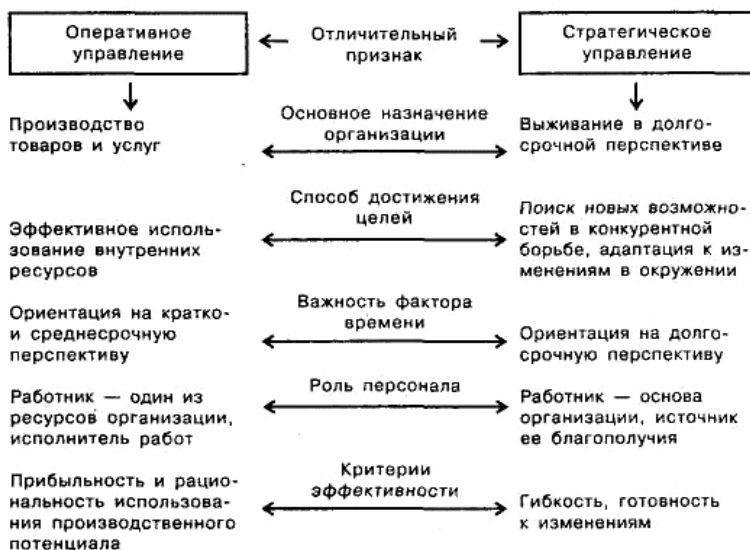 Оперативное
управление
Отличительный
признак
Стратегическое
управление
Производство
товаров и услуг
Основное назначение
организации
Выживание в долго-
срочной перспективе
Эффективное исполь-
зование внутренних
ресурсов
Способ достижения
целей
Поиск новых возможно-
стей в конкурентной
борьбе, адаптация к из-
менениям в окружении
Ориентация на кратко-
и среднесрочную
перспективу
Важность фактора
времени
Ориентация на долго-
срочную перспективу
Работник — один из
ресурсов организации,
исполнитель работ
Роль персонала
Работник — основа
организации, источник
ее благополучия
Прибыльность и рацио-
нальность использова-
ния производственного
потенциала
Критерии
эффективности
Гибкость, готовность
к изменениям